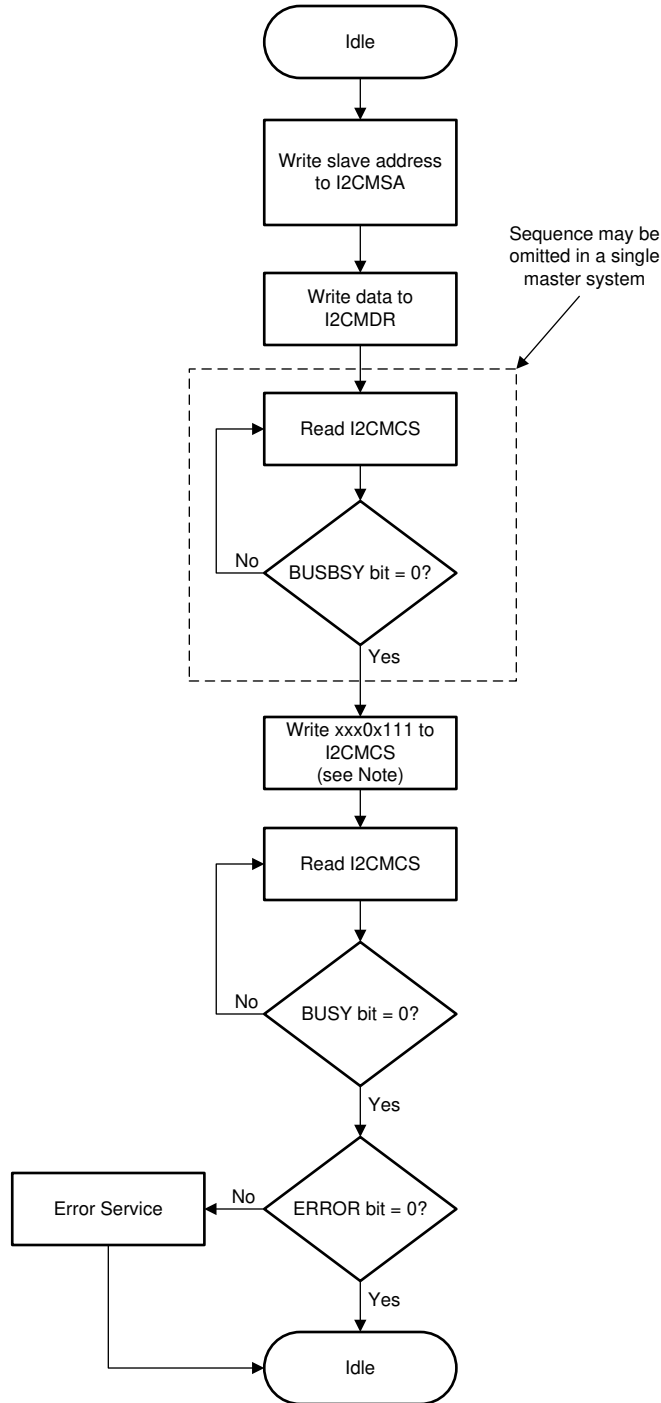 Idle
Write slave address
to I2CMSA
Sequence may be
omitted in a single
master system
Write data to
I2CMDR
Read I2CMCS
No
BUSBSY bit = 0?
Yes
Write xxx0x111 to
I2CMCS
(see Note)
Read I2CMCS
No
BUSY bit = 0?
Yes
Error Service
No
ERROR bit = 0?
Yes
Idle